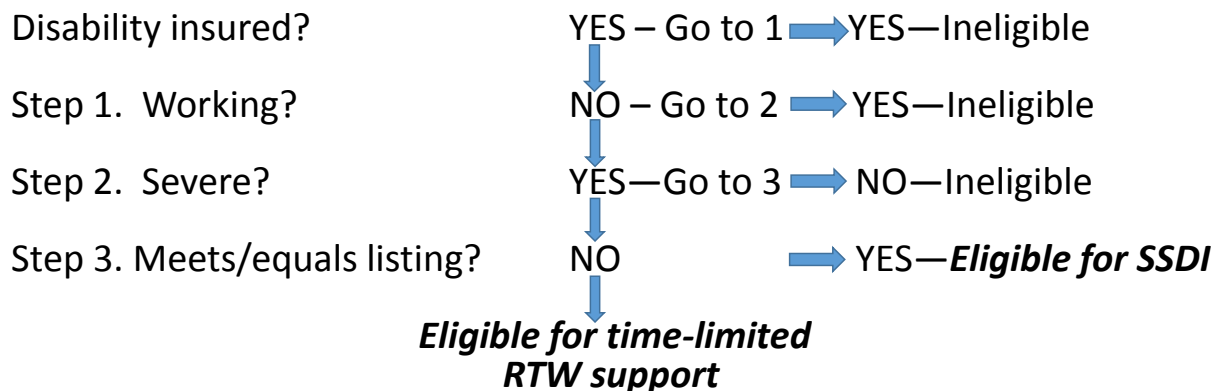 Disability insured? YES – Go to 1 YES—Ineligible
Step 1. Working? NO – Go to 2 YES—Ineligible
Step 2. Severe? YES—Go to 3 NO—Ineligible
Step 3. Meets/equals listing? NO YES—Eligible for SSDI
Eligible for time-limited
RTW support